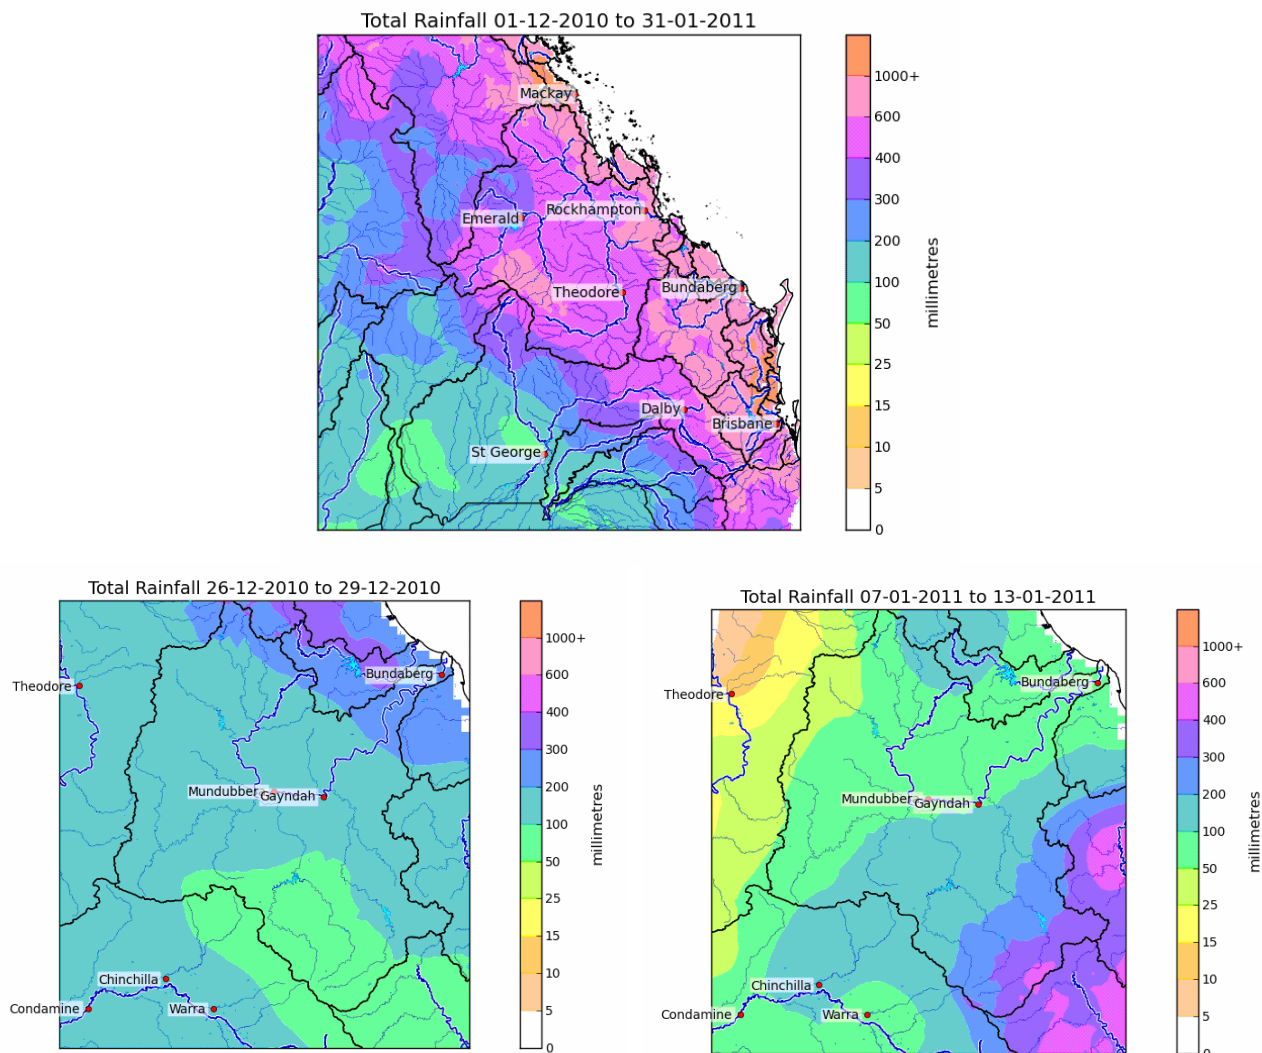 Total Rainfall 01-12-2010 to 31-01-2011
Mackay
Emerald
Rockhampton
Theodore
Bundaberg
Dalby
Brisbane
St George
1000+
600
400
300
200
100
50
25
15
10
5
0
millimetres
Total Rainfall 26-12-2010 to 29-12-2010
Theodore
Bundaberg
Mundubber
Gayndah
Chinchilla
Condamine
Warra
1000+
600
400
300
200
100
50
25
15
10
5
0
millimetres
Total Rainfall 07-01-2011 to 13-01-2011
Theodore
Bundaberg
Mundubber
Gayndah
Chinchilla
Condamine
Warra
1000+
600
400
300
200
100
50
25
15
10
5
0
millimetres